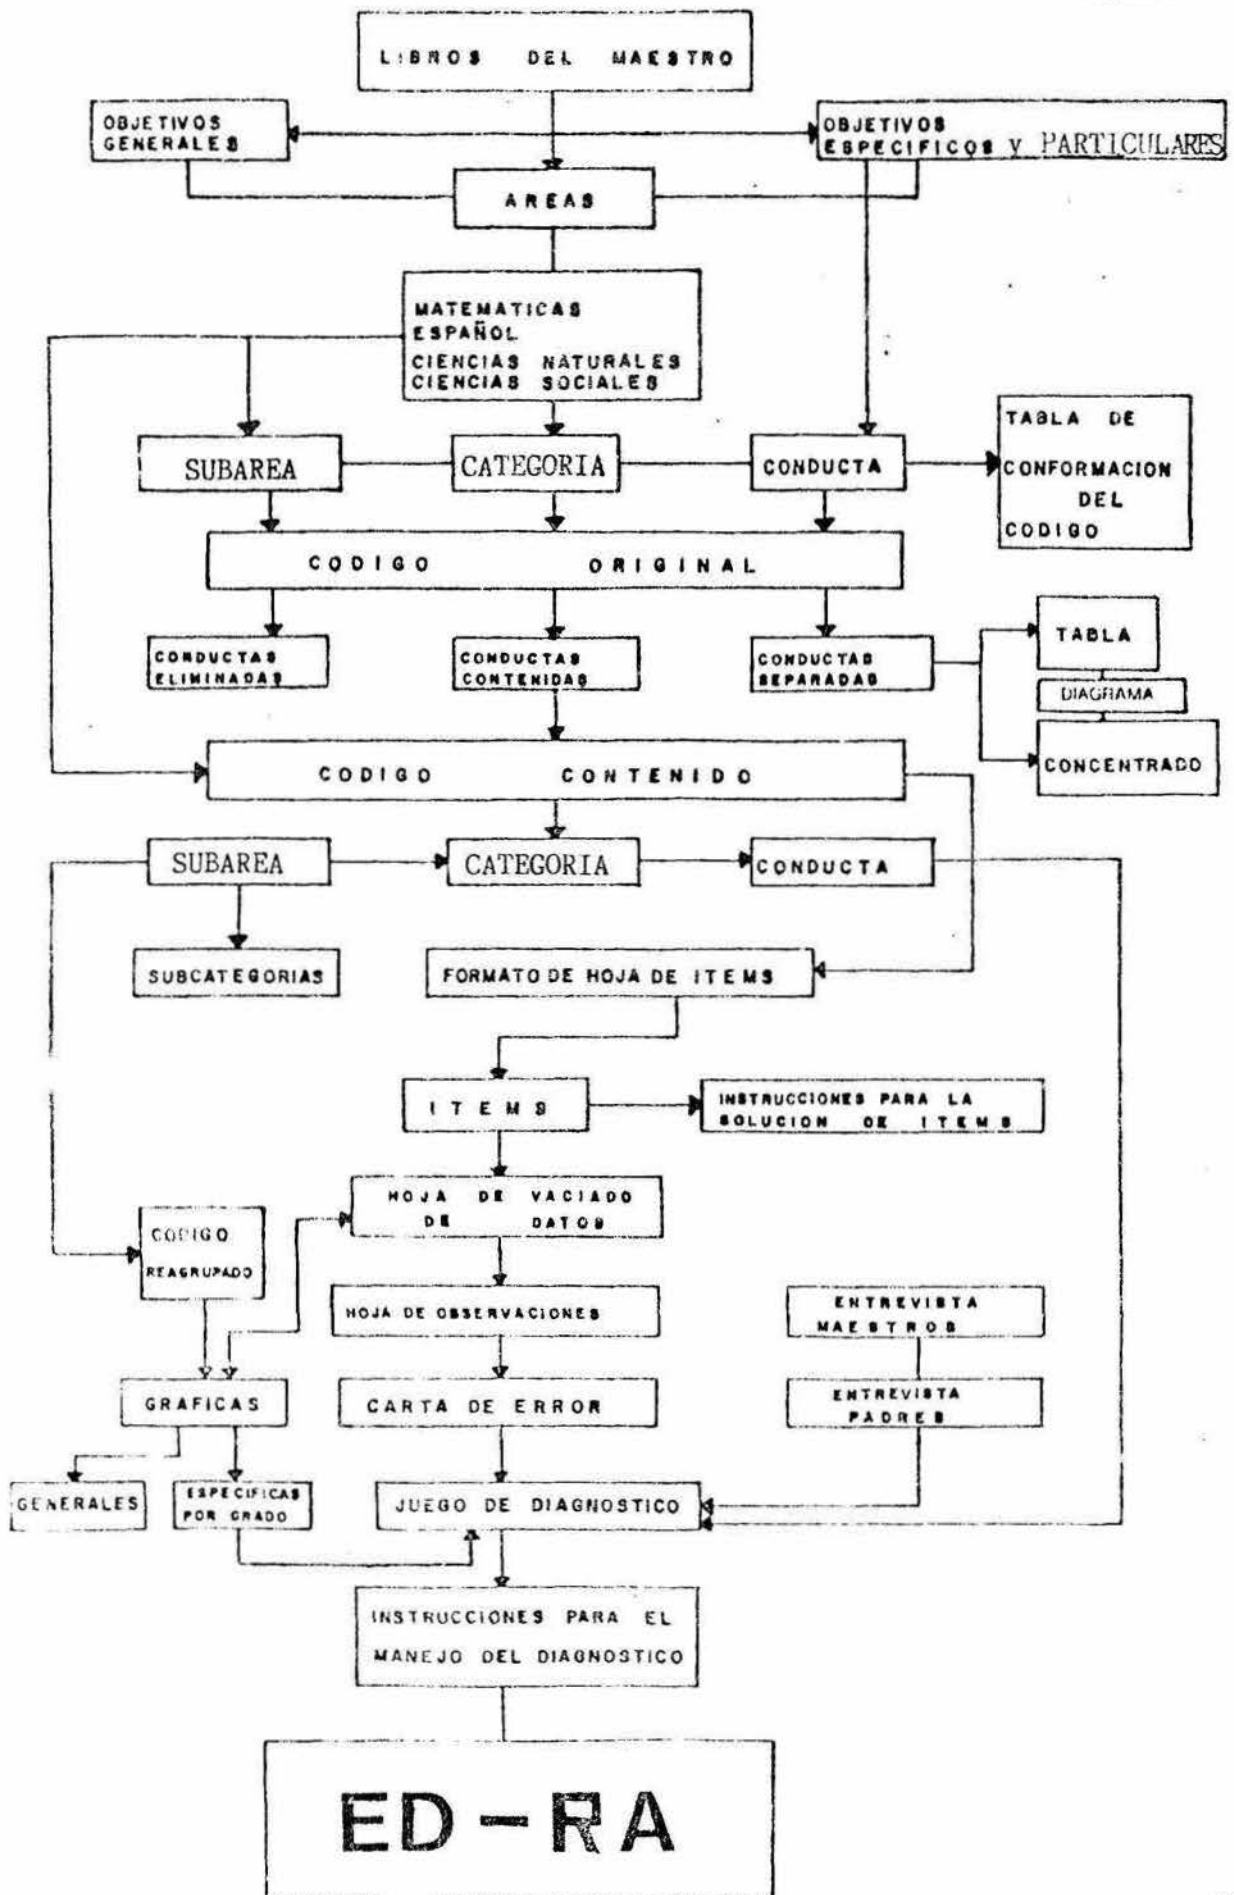 LIBROS DEL MAESTRO
OBJETIVOS
GENERALES
OBJETIVOS
ESPECIFICOS y PARTICULARES
AREAS
MATEMATICAS
ESPAÑOL
CIENCIAS NATURALES
CIENCIAS SOCIALES
SUBAREA
CATEGORIA
CONDUCTA
TABLA DE
CONFORMACION
DEL
CODIGO
CODIGO ORIGINAL
CONDUCTAS
ELIMINADAS
CONDUCTAS
CONTENIDAS
CONDUCTAS
SEPARADAS
TABLA
DIAGRAMA
CONCENTRADO
CODIGO CONTENIDO
SUBAREA
CATEGORIA
CONDUCTA
SUBCATEGORIAS
FORMATO DE HOJA DE ITEMS
ITEMS
INSTRUCCIONES PARA LA
SOLUCION DE ITEMS
HOJA DE VACIADO
DE DATOS
CODIGO
REAGRUPADO
HOJA DE OBSERVACIONES
ENTREVISTA
MAESTROS
GRAFICAS
CARTA DE ERROR
ENTREVISTA
PADRES
GENERALES
ESPECIFICAS
POR GRADO
JUEGO DE DIAGNOSTICO
INSTRUCCIONES PARA EL
MANEJO DEL DIAGNOSTICO
ED-RA